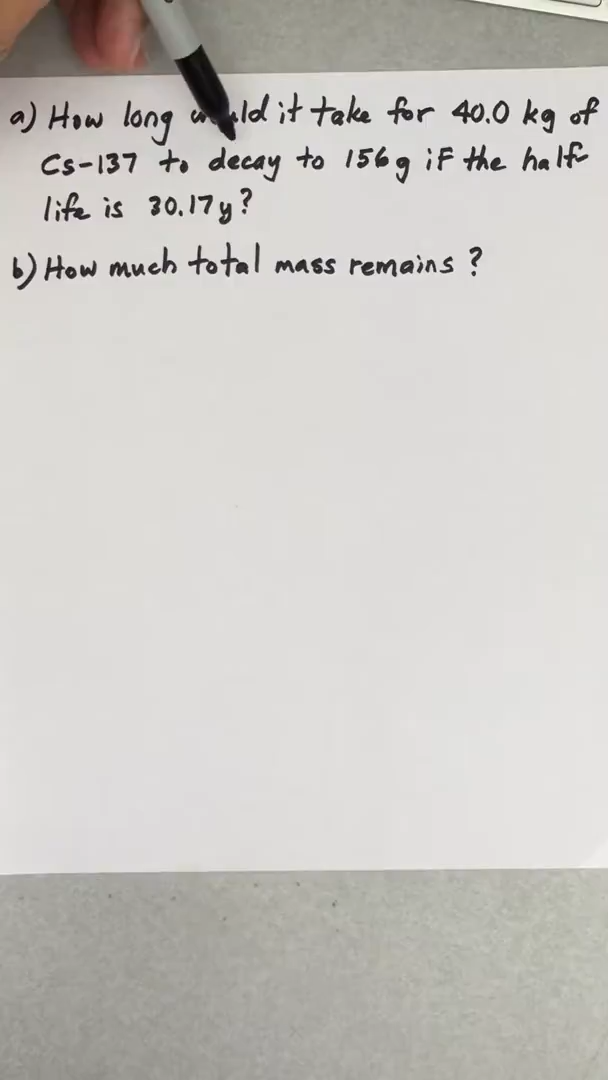 a) How long would it take for 40.0 kg of
Cs-137 to decay to 156g if the half
life is 30.17y?
b) How much total mass remains?